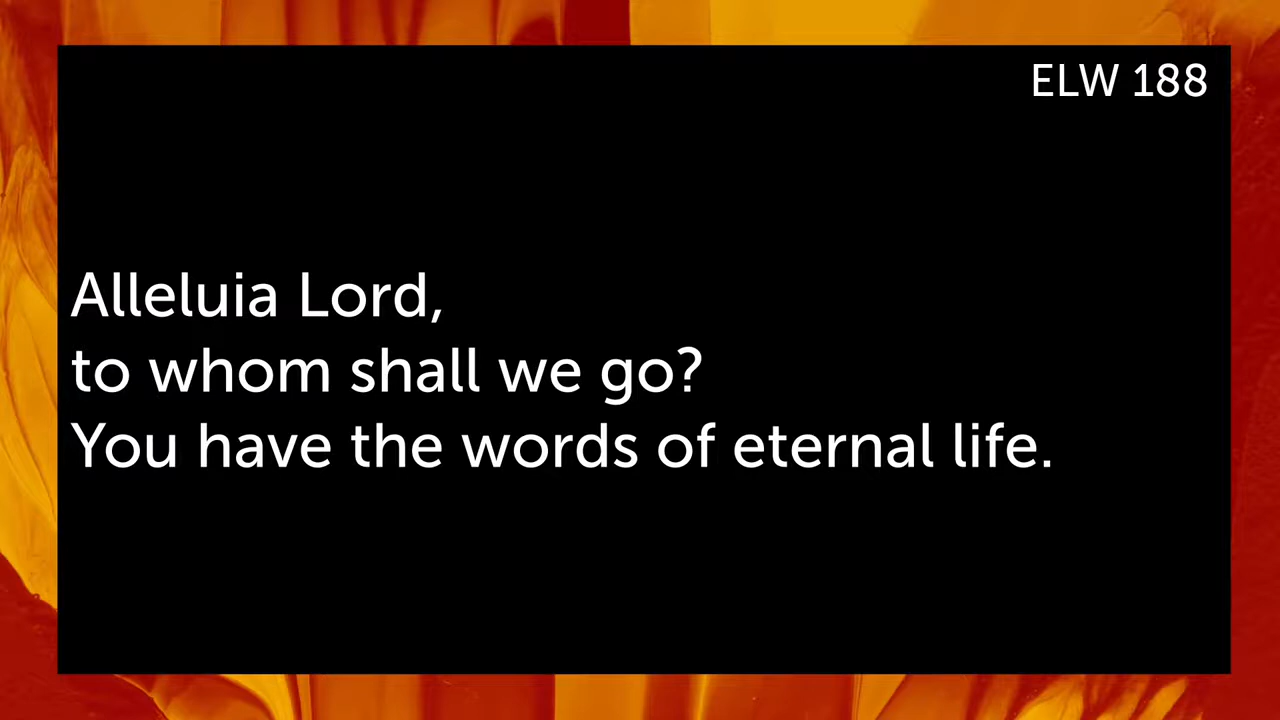 ELW 188
Alleluia Lord,
to whom shall we go?
You have the words of eternal life.